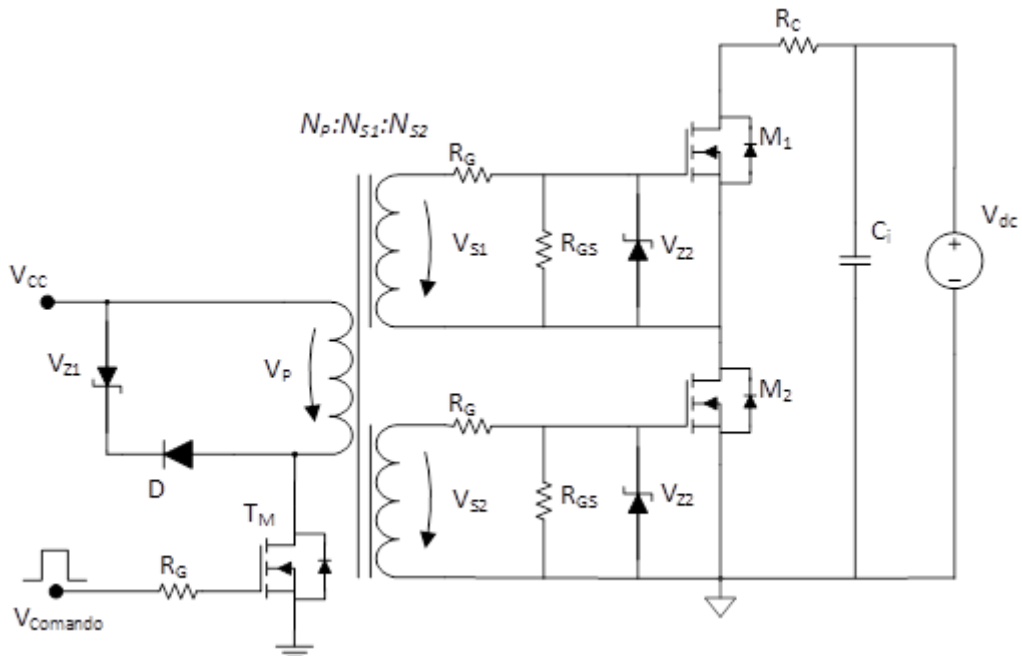 R_C
N_P:N_S1:N_S2
M_1
R_G
V_dc
V_S1
R_GS
V_Z2
C_i
V_CC
V_Z1
V_P
M_2
R_G
D
V_S2
R_GS
V_Z2
T_M
R_G
V_Comando
+
−